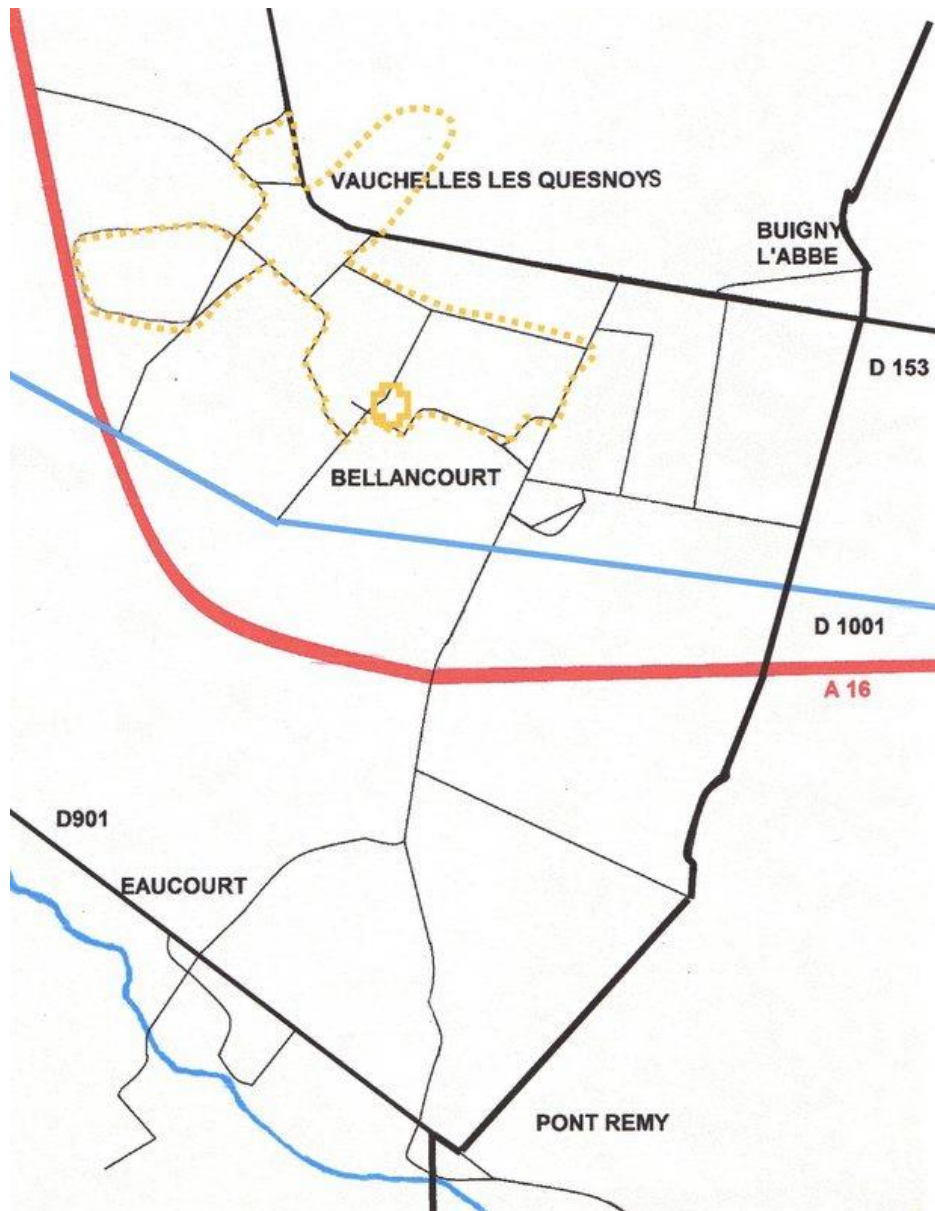 VAUCHELLES LES QUESNOYS
BUIGNY
L'ABBE
D 153
BELLANCOURT
D 1001
A 16
D901
EAUCOURT
PONT REMY